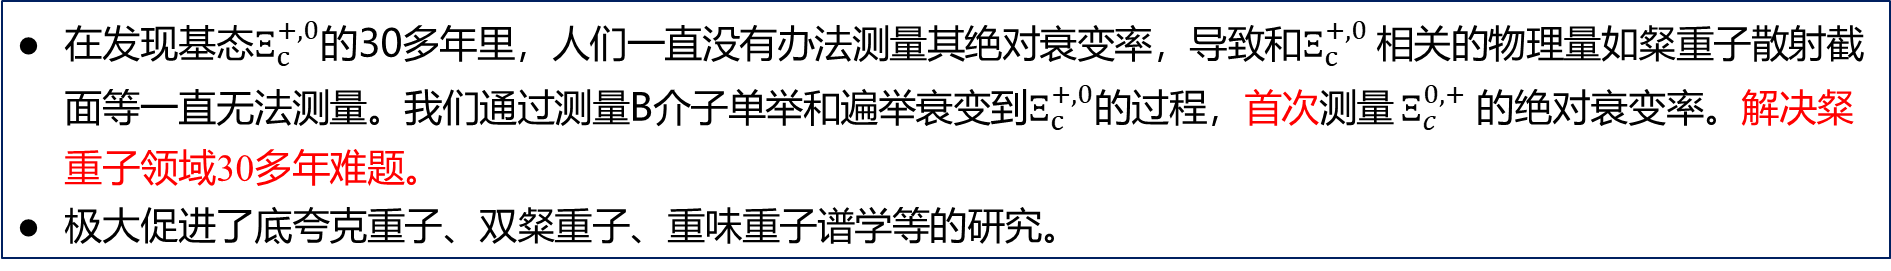 ● 在发现基态Ξ_c^{+,0}的30多年里，人们一直没有办法测量其绝对衰变率，导致和Ξ_c^{+,0} 相关的物理量如粲重子散射截
面等一直无法测量。我们通过测量B介子单举和遍举衰变到Ξ_c^{+,0}的过程，首次测量 Ξ_c^{0,+} 的绝对衰变率。解决粲
重子领域30多年难题。
● 极大促进了底夸克重子、双粲重子、重味重子谱学等的研究。